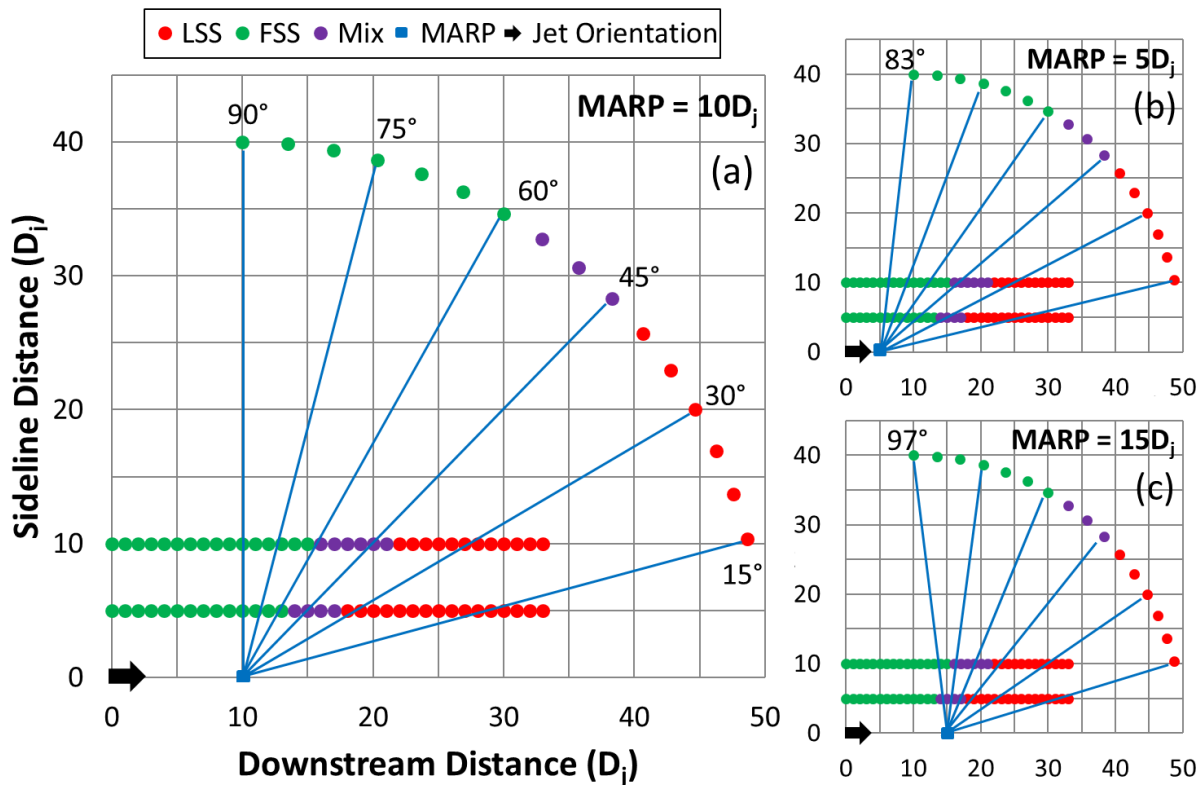 LSS FSS Mix MARP Jet Orientation
MARP = 10Dⱼ
(a)
90°
75°
60°
45°
30°
15°
40
30
20
10
0
0 10 20 30 40 50
Sideline Distance (Dⱼ)
Downstream Distance (Dⱼ)
MARP = 5Dⱼ
(b)
83°
40
30
20
10
0
0 10 20 30 40 50
MARP = 15Dⱼ
(c)
97°
40
30
20
10
0
0 10 20 30 40 50